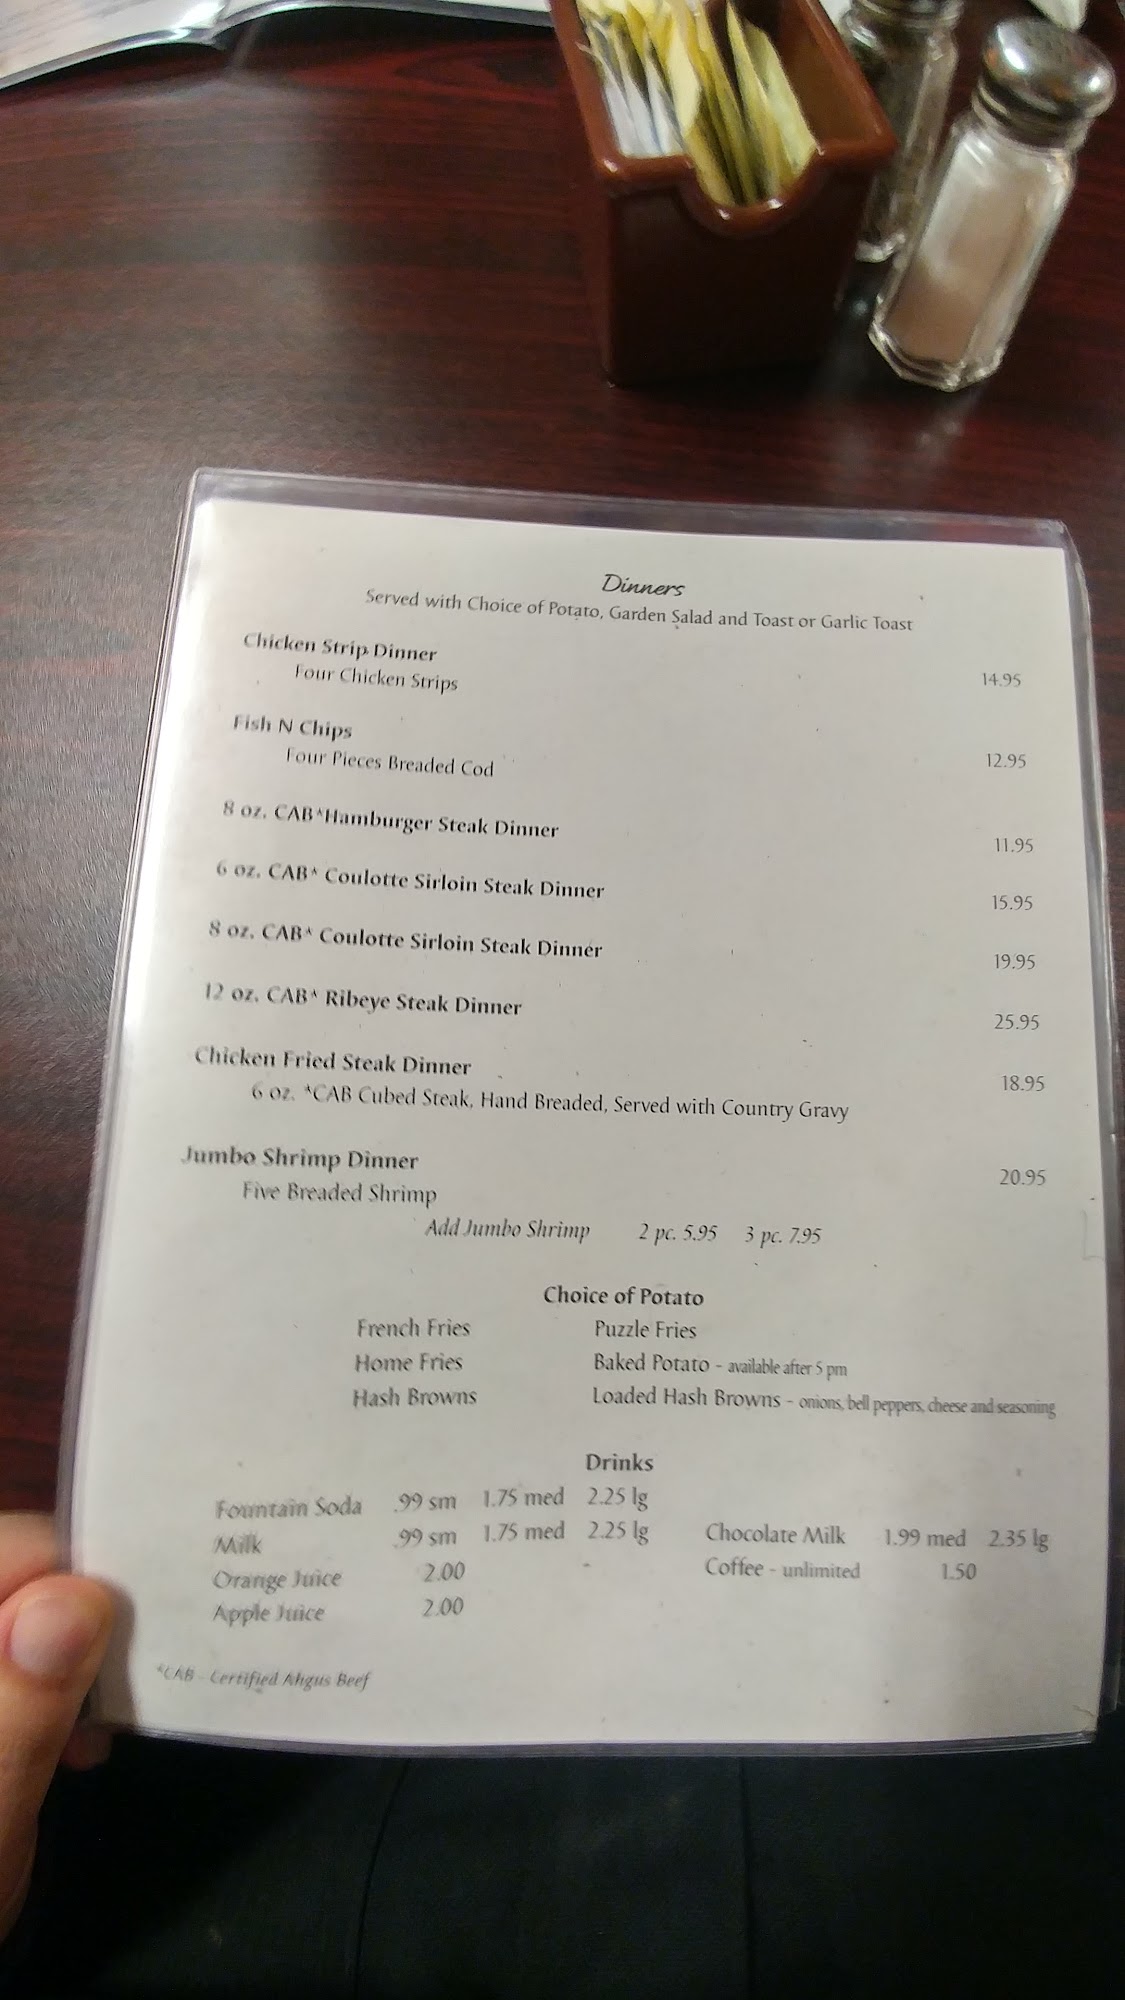 Dinners
Served with Choice of Potato, Garden Salad and Toast or Garlic Toast
Chicken Strip Dinner 14.95
Four Chicken Strips
Fish N Chips 12.95
Four Pieces Breaded Cod
8 oz. CAB*Hamburger Steak Dinner 11.95
6 oz. CAB* Coulotte Sirloin Steak Dinner 15.95
8 oz. CAB* Coulotte Sirloin Steak Dinner 19.95
12 oz. CAB* Ribeye Steak Dinner 25.95
Chicken Fried Steak Dinner 18.95
6 oz. *CAB Cubed Steak, Hand Breaded, Served with Country Gravy
Jumbo Shrimp Dinner 20.95
Five Breaded Shrimp
Add Jumbo Shrimp 2 pc. 5.95 3 pc. 7.95
Choice of Potato
French Fries Puzzle Fries
Home Fries Baked Potato - available after 5 pm
Hash Browns Loaded Hash Browns - onions, bell peppers, cheese and seasoning
Drinks
Fountain Soda .99 sm 1.75 med 2.25 lg
Milk .99 sm 1.75 med 2.25 lg Chocolate Milk 1.99 med 2.35 lg
Orange Juice 2.00 Coffee - unlimited 1.50
Apple Juice 2.00
*CAB - Certified Angus Beef